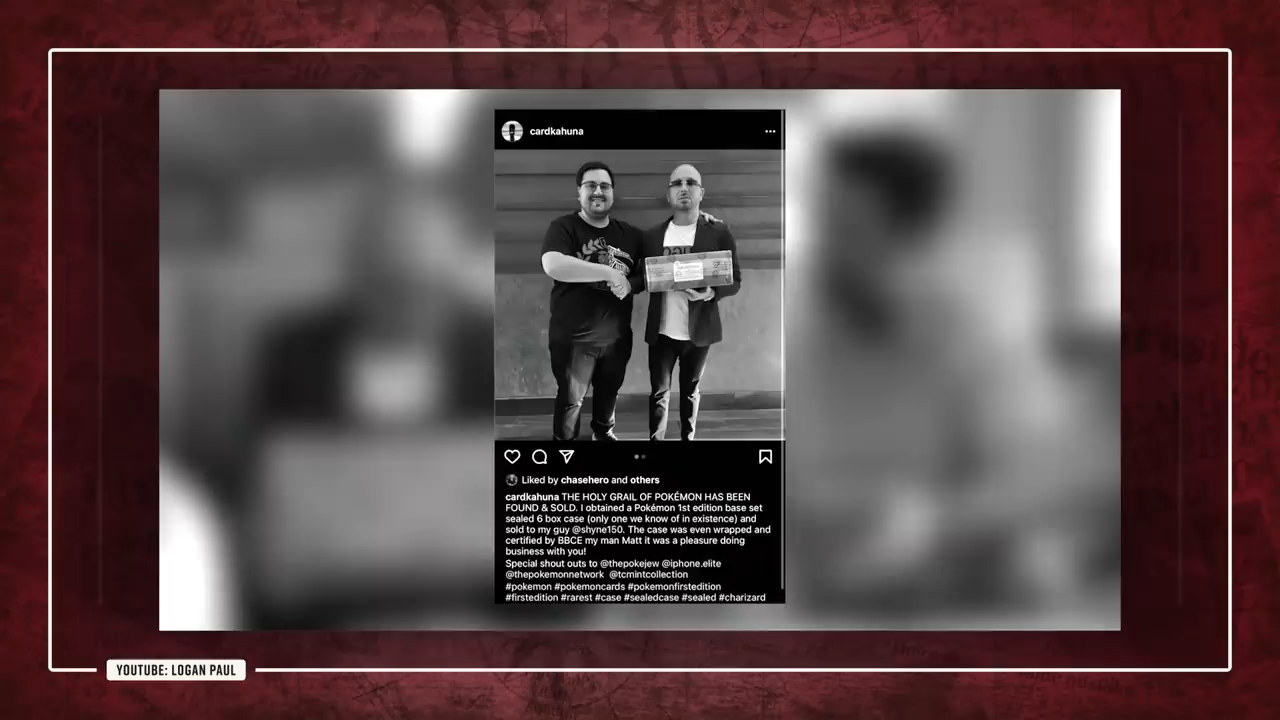 cardkahuna
Liked by chasehero and others
cardkahuna THE HOLY GRAIL OF POKÉMON HAS BEEN
FOUND & SOLD. I obtained a Pokémon 1st edition base set
sealed 6 box case (only one we know of in existence) and
sold to my guy @shyne150. The case was even wrapped and
certified by BBCE my man Matt it was a pleasure doing
business with you!
Special shout outs to @thepokejew @iphone.elite
@thepokemonnetwork @tcmintcollection
#pokemon #pokemoncards #pokemonfirstedition
#firstedition #rarest #case #sealedcase #sealed #charizard
YOUTUBE: LOGAN PAUL